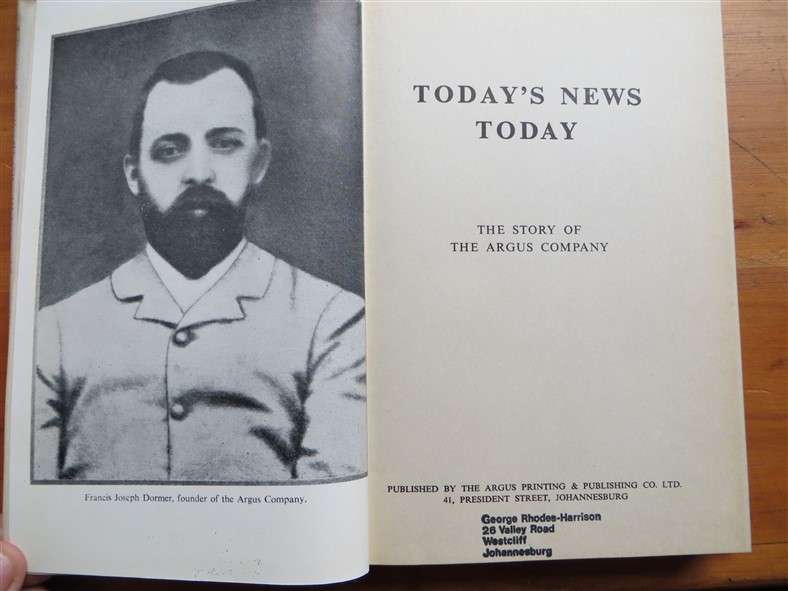 Francis Joseph Dormer, founder of the Argus Company.
TODAY'S NEWS
TODAY
THE STORY OF
THE ARGUS COMPANY
PUBLISHED BY THE ARGUS PRINTING & PUBLISHING CO. LTD.
41, PRESIDENT STREET, JOHANNESBURG
George Rhodes-Harrison
26 Valley Road
Westcliff
Johannesburg